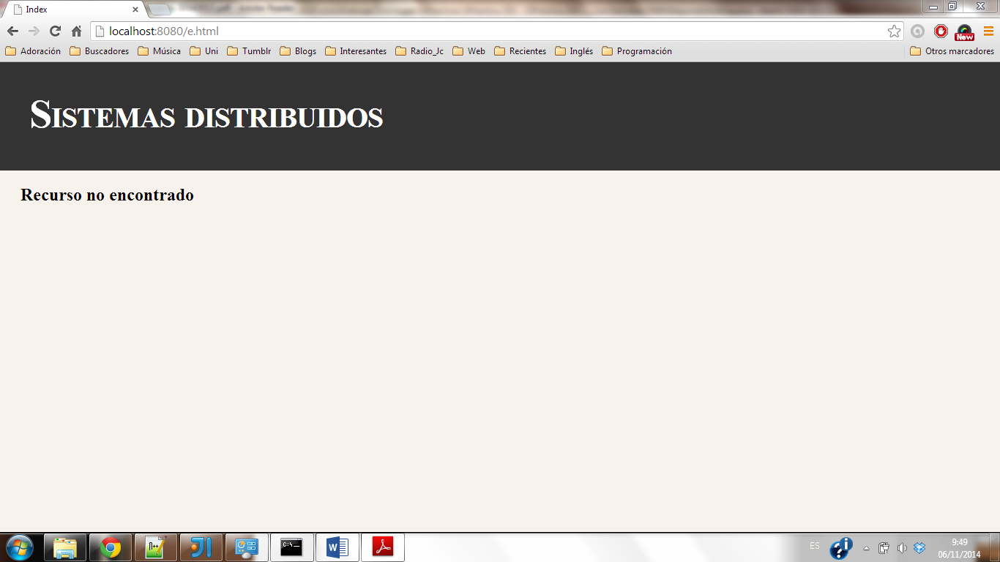 Index
localhost:8080/e.html
New
Adoración Buscadores Música Uni Tumblr Blogs Interesantes Radio_Jc Web Recientes Inglés Programación Otros marcadores
Sistemas distribuidos
Recurso no encontrado
ES
9:49
06/11/2014